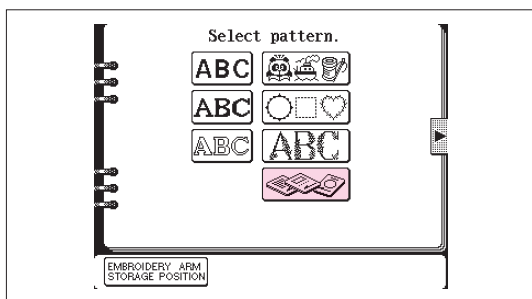 Select pattern.
ABC
ABC
ABC
ABC
EMBROIDERY ARM
STORAGE POSITION